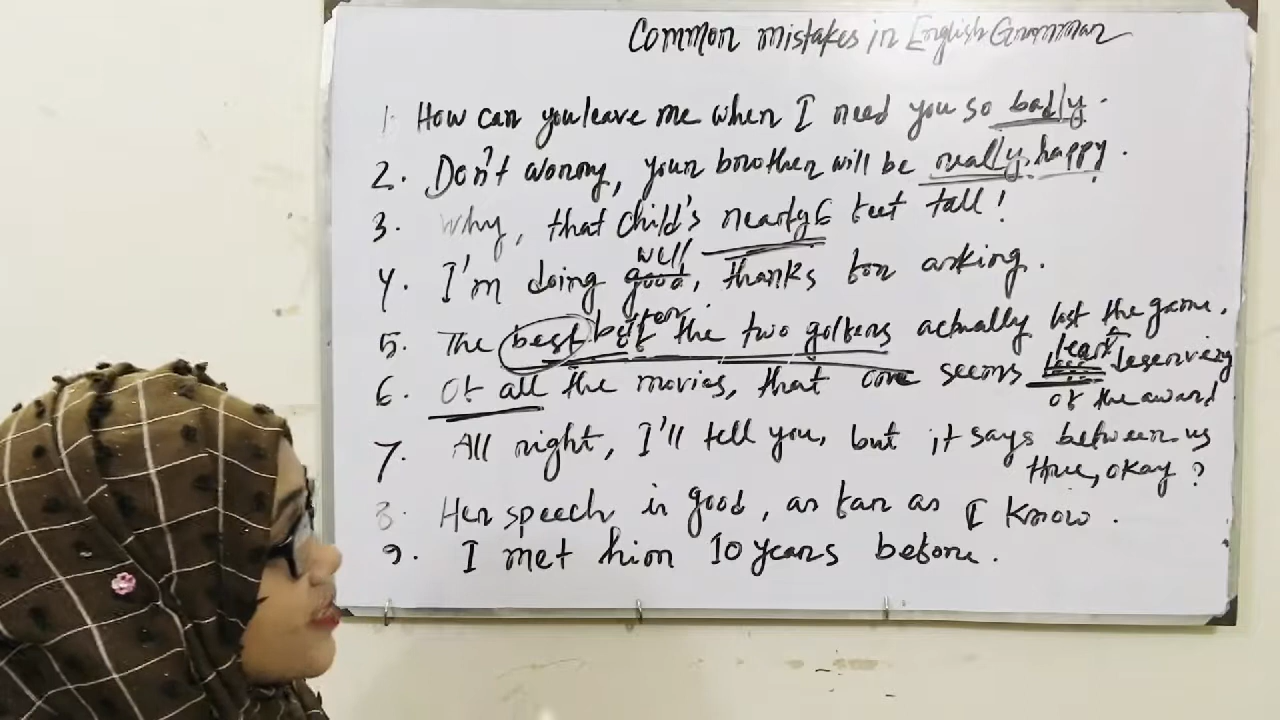 Common mistakes in English Grammar
1. How can you leave me when I need you so badly.
2. Don't worry, your brother will be really happy.
3. Why, that child's nearly 6 feet tall!
well
4. I'm doing good, thanks for asking.
better
5. The best of the two golfers actually lost the game.
least
6. Of all the movies, that one seems deserving
of the award
7. All right, I'll tell you, but it says between us
three, okay?
8. Her speech is good, as far as I know.
9. I met him 10 years before.